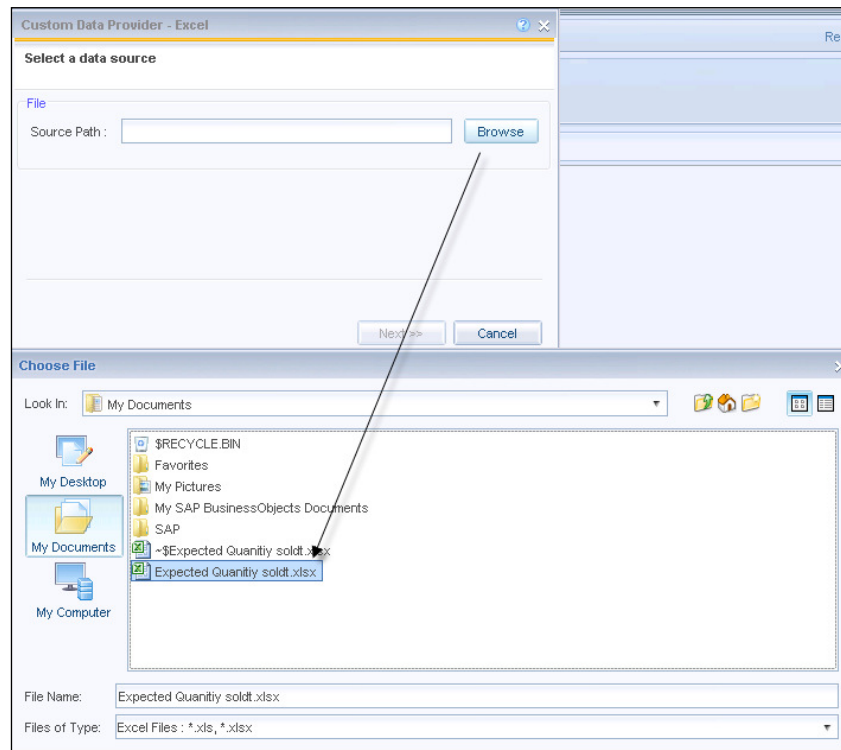 Custom Data Provider - Excel
Re
Select a data source
File
Source Path :
Browse
Next >>
Cancel
Choose File
Look In:
My Documents
My Desktop
My Documents
My Computer
$RECYCLE.BIN
Favorites
My Pictures
My SAP BusinessObjects Documents
SAP
~$Expected Quanitiy soldt.xlsx
Expected Quanitiy soldt.xlsx
File Name:
Expected Quanitiy soldt.xlsx
Files of Type:
Excel Files : *.xls, *.xlsx